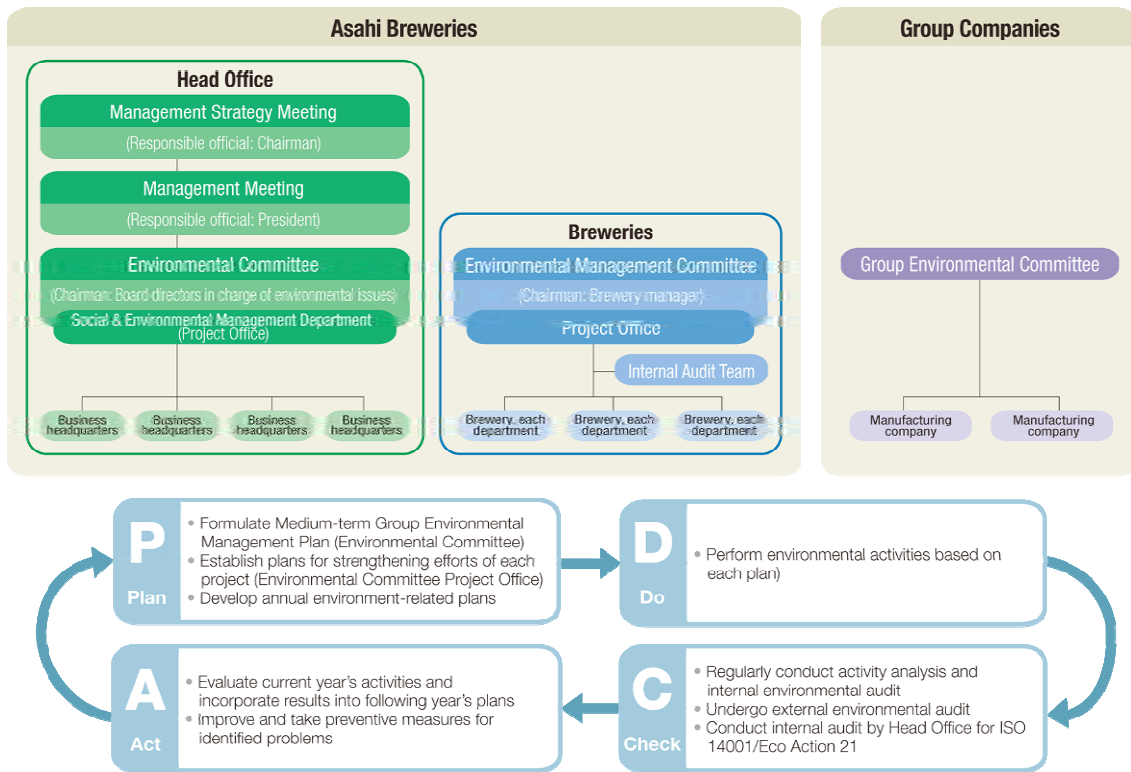 Asahi Breweries
Group Companies
Head Office
Management Strategy Meeting
(Responsible official: Chairman)
Management Meeting
(Responsible official: President)
Environmental Committee
(Chairman: Board directors in charge of environmental issues)
Social & Environmental Management Department
(Project Office)
Business
headquarters
Business
headquarters
Business
headquarters
Business
headquarters
Breweries
Environmental Management Committee
(Chairman: Brewery manager)
Project Office
Internal Audit Team
Brewery, each
department
Brewery, each
department
Brewery, each
department
Group Environmental Committee
Manufacturing
company
Manufacturing
company
P
Plan
• Formulate Medium-term Group Environmental
Management Plan (Environmental Committee)
• Establish plans for strengthening efforts of each
project (Environmental Committee Project Office)
• Develop annual environment-related plans
D
Do
• Perform environmental activities based on
each plan)
A
Act
• Evaluate current year's activities and
incorporate results into following year's plans
• Improve and take preventive measures for
identified problems
C
Check
• Regularly conduct activity analysis and
internal environmental audit
• Undergo external environmental audit
• Conduct internal audit by Head Office for ISO
14001/Eco Action 21